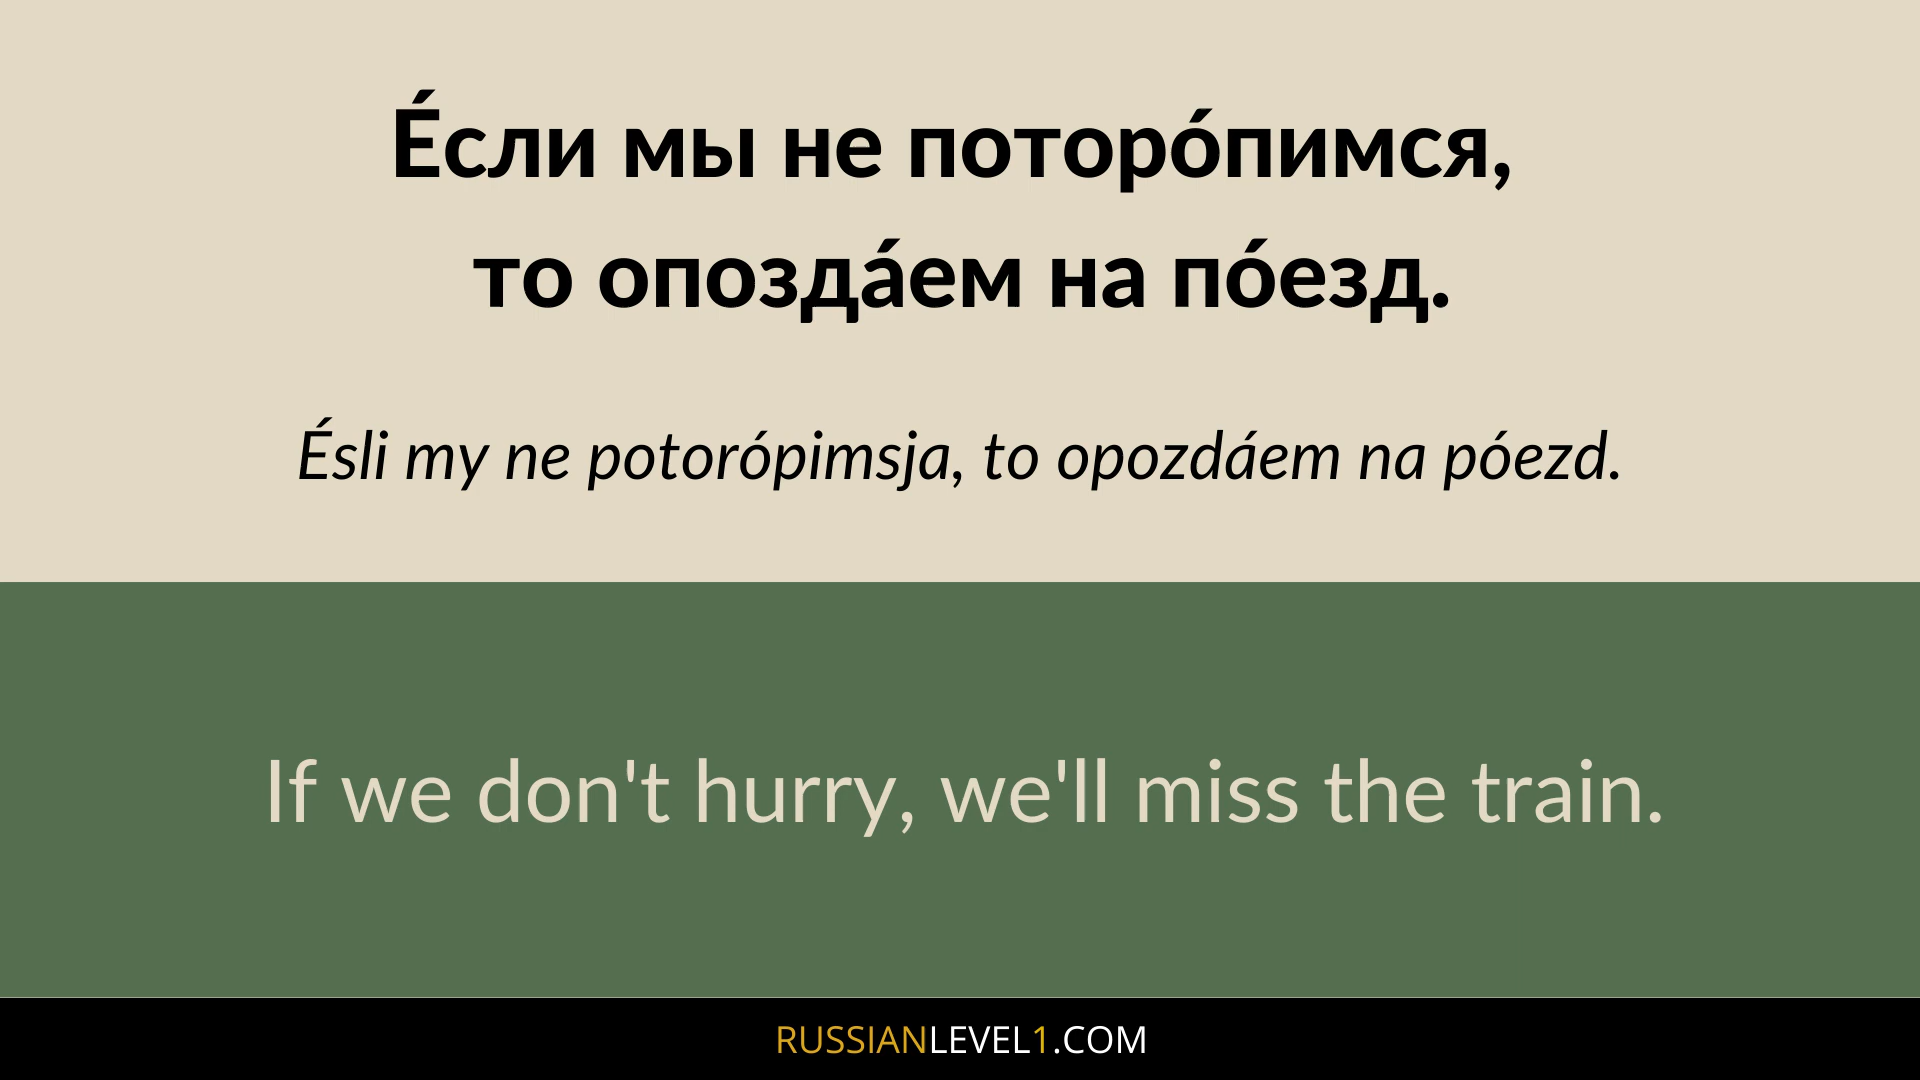 Е́сли мы не поторо́пимся,
то опозда́ем на по́езд.
Ésli my ne potorópimsja, to opozdáem na póezd.
If we don't hurry, we'll miss the train.
RUSSIANLEVEL1.COM